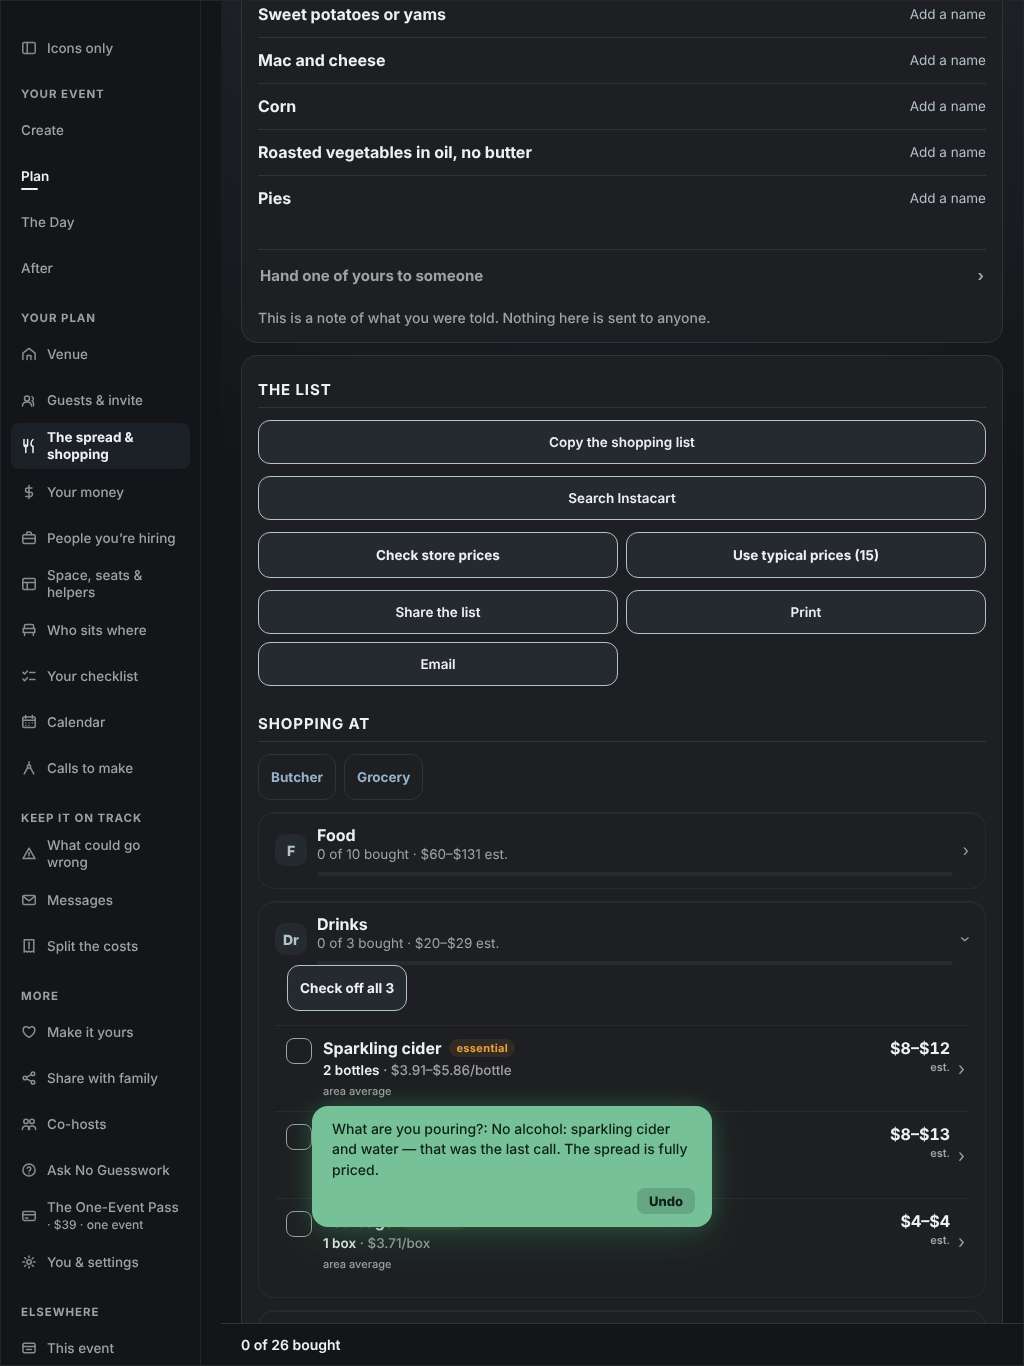 Icons only
YOUR EVENT
Create
Plan
The Day
After
YOUR PLAN
Venue
Guests & invite
The spread &
shopping
Your money
People you're hiring
Space, seats &
helpers
Who sits where
Your checklist
Calendar
Calls to make
KEEP IT ON TRACK
What could go
wrong
Messages
Split the costs
MORE
Make it yours
Share with family
Co-hosts
Ask No Guesswork
The One-Event Pass
· $39 · one event
You & settings
ELSEWHERE
This event
Sweet potatoes or yams Add a name
Mac and cheese Add a name
Corn Add a name
Roasted vegetables in oil, no butter Add a name
Pies Add a name
Hand one of yours to someone ›
This is a note of what you were told. Nothing here is sent to anyone.
THE LIST
Copy the shopping list
Search Instacart
Check store prices Use typical prices (15)
Share the list Print
Email
SHOPPING AT
Butcher Grocery
F
Food
0 of 10 bought · $60–$131 est.
Dr
Drinks
0 of 3 bought · $20–$29 est.
Check off all 3
Sparkling cider essential $8–$12
2 bottles · $3.91–$5.86/bottle est.
area average
What are you pouring?: No alcohol: sparkling cider
and water — that was the last call. The spread is fully
priced.
Undo
$8–$13
est.
$4–$4
1 box · $3.71/box est.
area average
0 of 26 bought